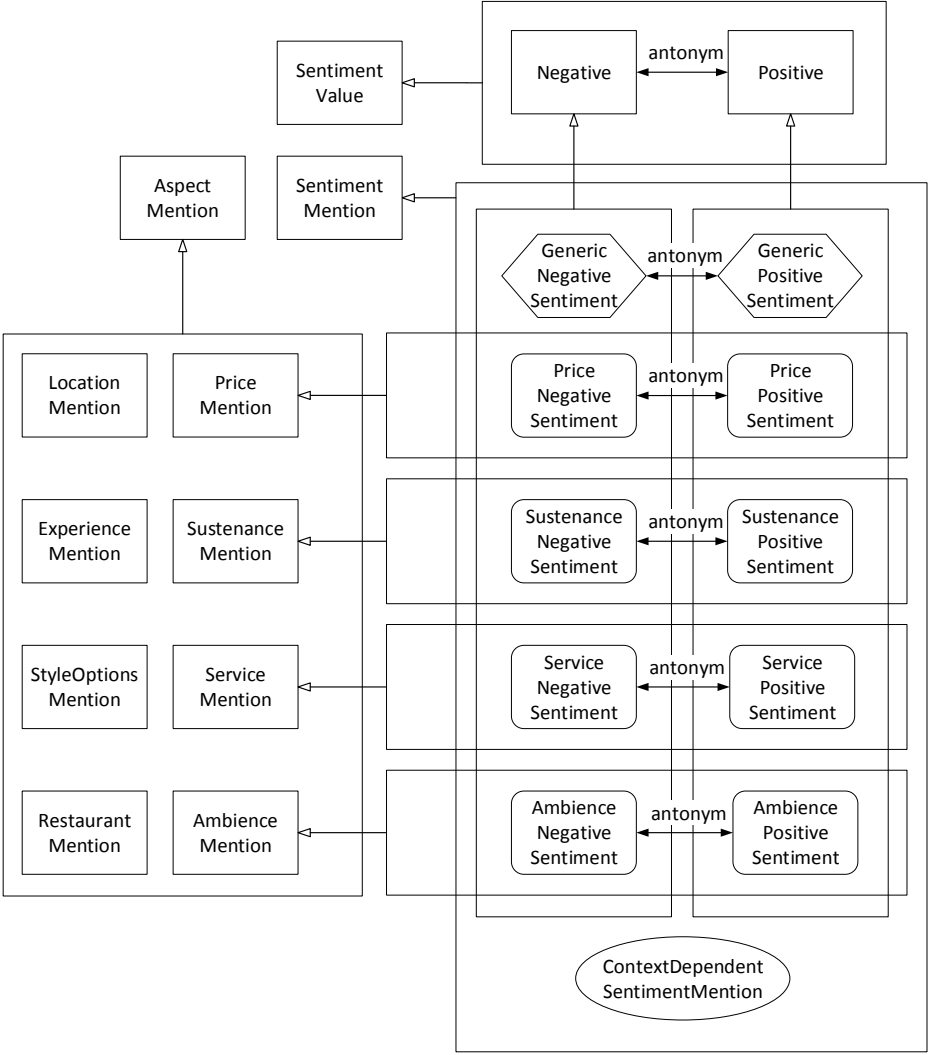 Sentiment
Value
Negative
antonym
Positive
Aspect
Mention
Sentiment
Mention
Generic
Negative
Sentiment
antonym
Generic
Positive
Sentiment
Location
Mention
Price
Mention
Price
Negative
Sentiment
antonym
Price
Positive
Sentiment
Experience
Mention
Sustenance
Mention
Sustenance
Negative
Sentiment
antonym
Sustenance
Positive
Sentiment
StyleOptions
Mention
Service
Mention
Service
Negative
Sentiment
antonym
Service
Positive
Sentiment
Restaurant
Mention
Ambience
Mention
Ambience
Negative
Sentiment
antonym
Ambience
Positive
Sentiment
ContextDependent
SentimentMention